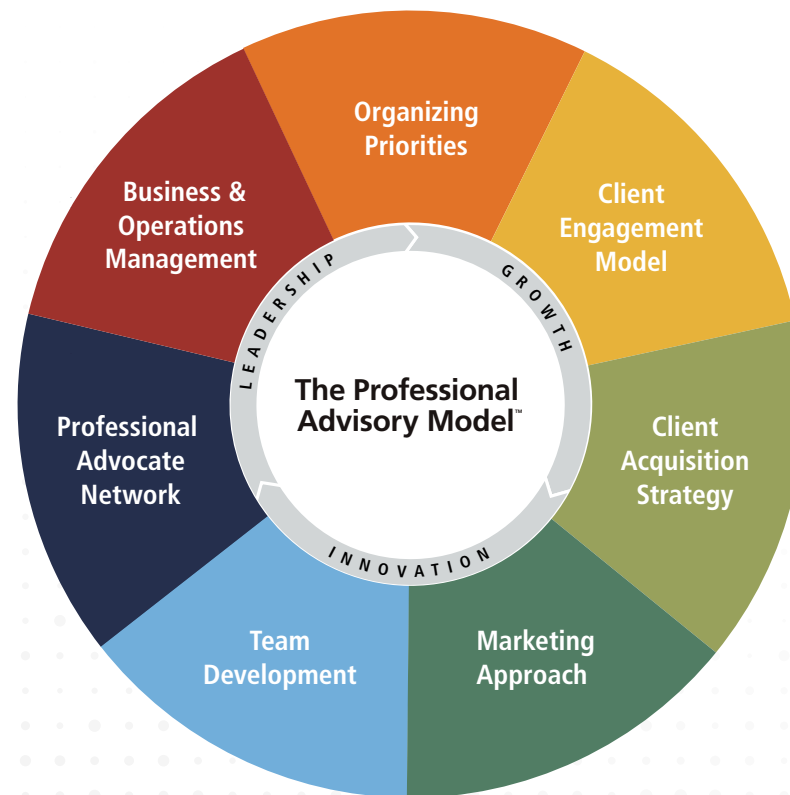 Organizing
Priorities
Client
Engagement
Model
Client
Acquisition
Strategy
Marketing
Approach
Team
Development
Professional
Advocate
Network
Business &
Operations
Management
LEADERSHIP
GROWTH
INNOVATION
The Professional
Advisory Model™